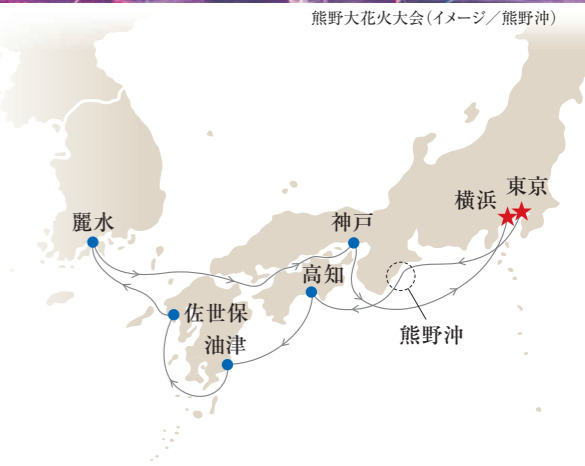 熊野大花火大会(イメージ／熊野沖)
東京
横浜
麗水
神戸
高知
佐世保
熊野沖
油津